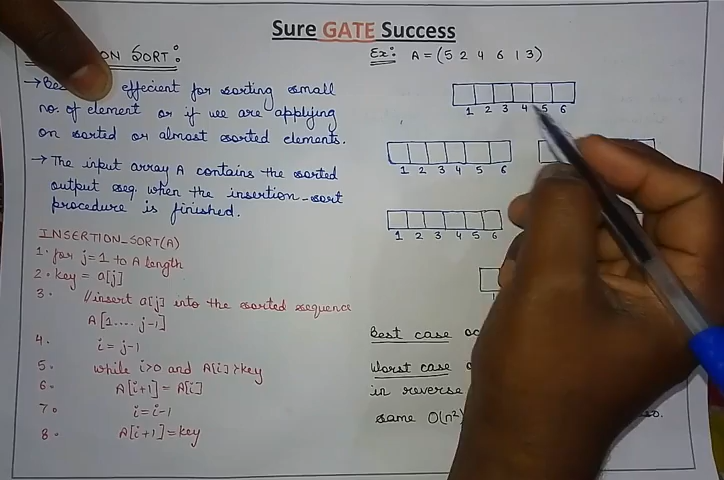 Sure GATE Success
ON SORT:
Ex: A = (5 2 4 6 1 3)
→ effecient for sorting small
no. of element or if we are applying
on sorted or almost sorted elements.
→ The input array A contains the sorted
output seq. when the insertion-sort
procedure is finished.
INSERTION_SORT(A)
1. for j=1 to A length
2. key = a[j]
3. //insert a[j] into the sorted sequence
A[1.... j-1]
4. i = j-1
5. while i>0 and A[i]>key
6. A[i+1] = A[i]
7. i = i-1
8. A[i+1] = key
1 2 3 4 5 6
1 2 3 4 5 6
1 2 3 4 5 6
Best case
Worst case
in reverse
same O(n²)